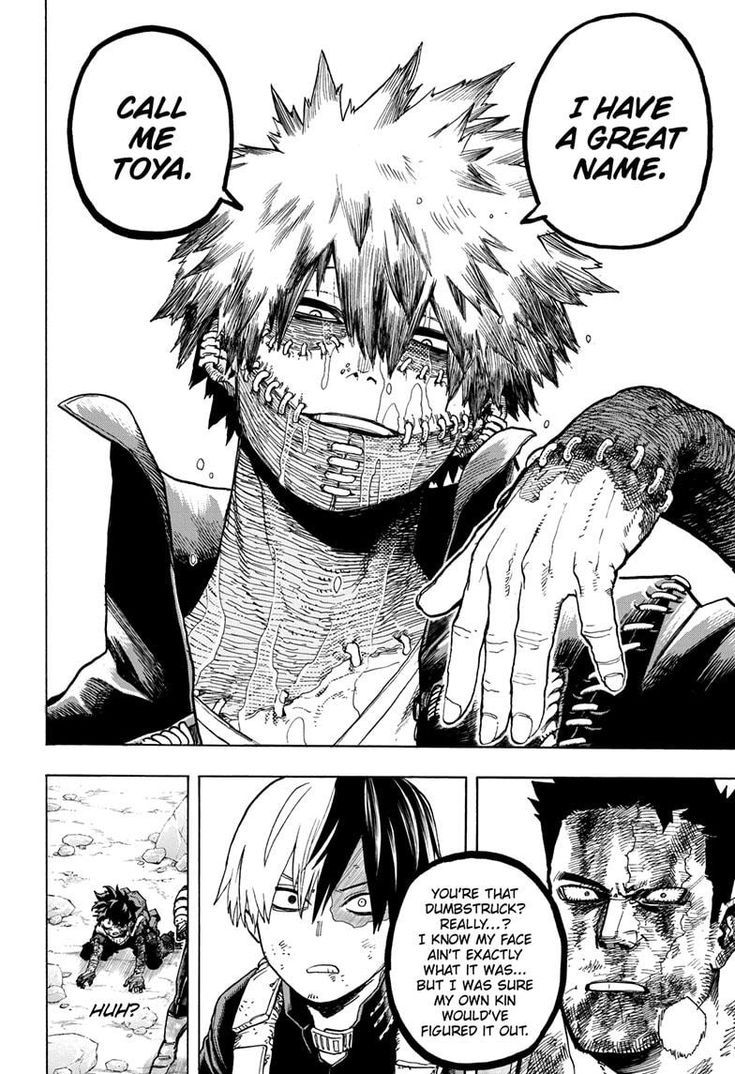 I HAVE
A GREAT
NAME.
CALL
ME
TOYA.
YOU'RE THAT
DUMBSTRUCK?
REALLY...?
I KNOW MY FACE
AIN'T EXACTLY
WHAT IT WAS...
BUT I WAS SURE
MY OWN KIN
WOULD'VE
FIGURED IT OUT.
HUH?